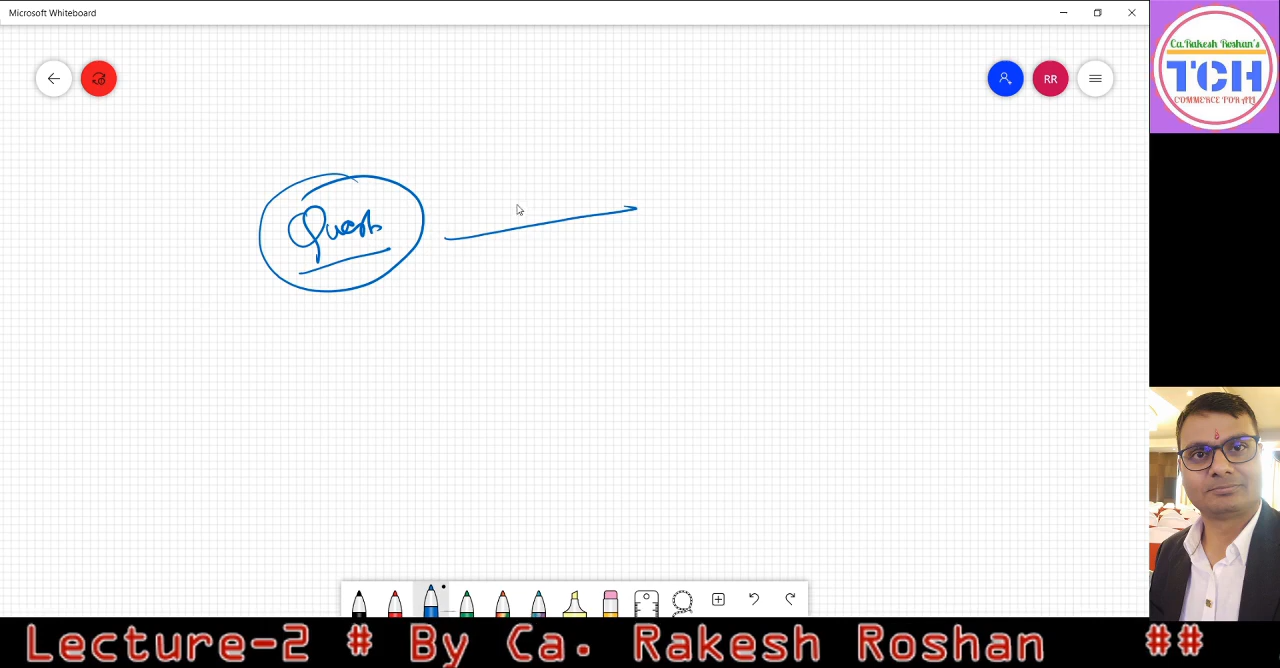 Microsoft Whiteboard
RR
Ca.Rakesh Roshan's
TCH
COMMERCE FOR ALL
Lecture-2 # By Ca. Rakesh Roshan ##